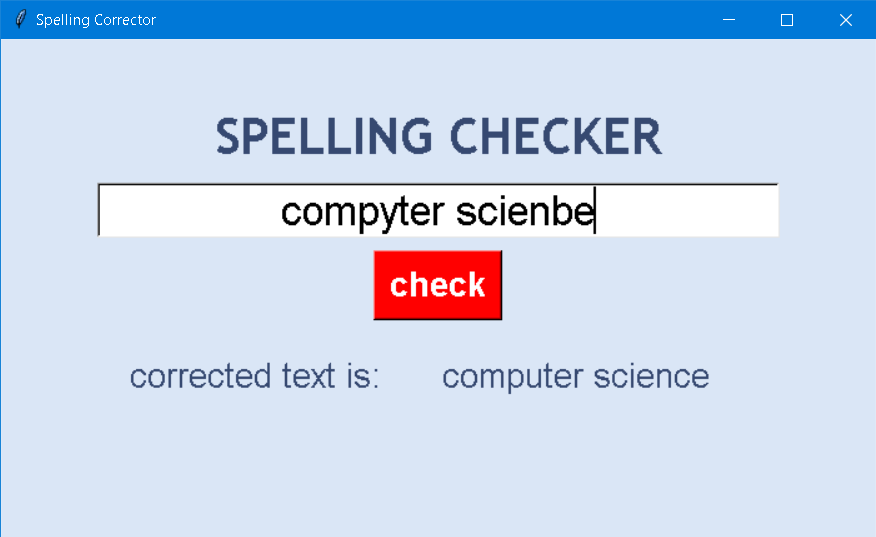 Spelling Corrector
SPELLING CHECKER
compyter scienbe
check
corrected text is: computer science